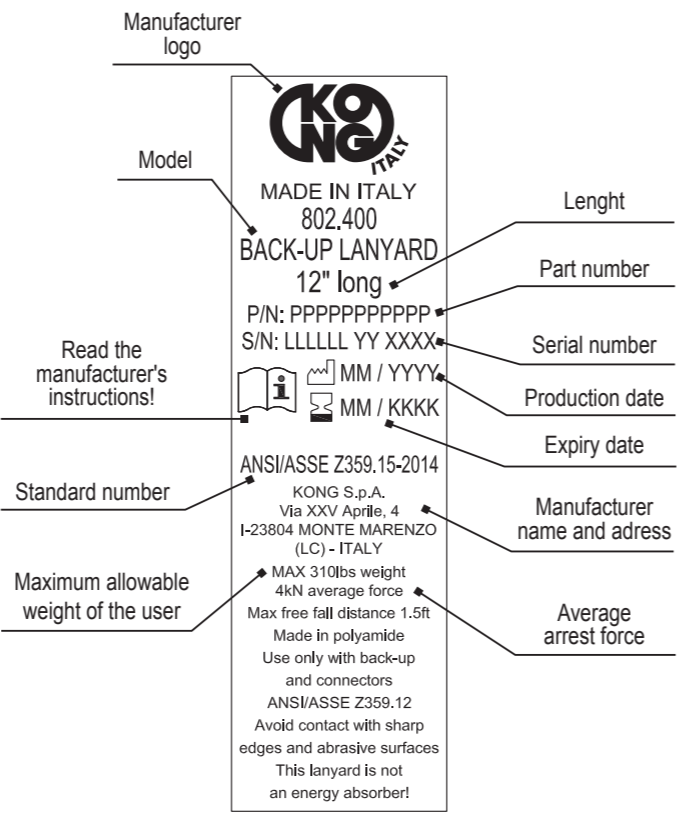 Manufacturer
logo
KONG
ITALY
Model
MADE IN ITALY
802.400
BACK-UP LANYARD
12" long
Lenght
P/N: PPPPPPPPPPP
Part number
S/N: LLLLLL YY XXXX
Serial number
Read the
manufacturer's
instructions!
i
MM / YYYY
Production date
MM / KKKK
Expiry date
ANSI/ASSE Z359.15-2014
Standard number
KONG S.p.A.
Via XXV Aprile, 4
I-23804 MONTE MARENZO
(LC) - ITALY
Manufacturer
name and adress
MAX 310lbs weight
4kN average force
Maximum allowable
weight of the user
Average
arrest force
Max free fall distance 1.5ft
Made in polyamide
Use only with back-up
and connectors
ANSI/ASSE Z359.12
Avoid contact with sharp
edges and abrasive surfaces
This lanyard is not
an energy absorber!